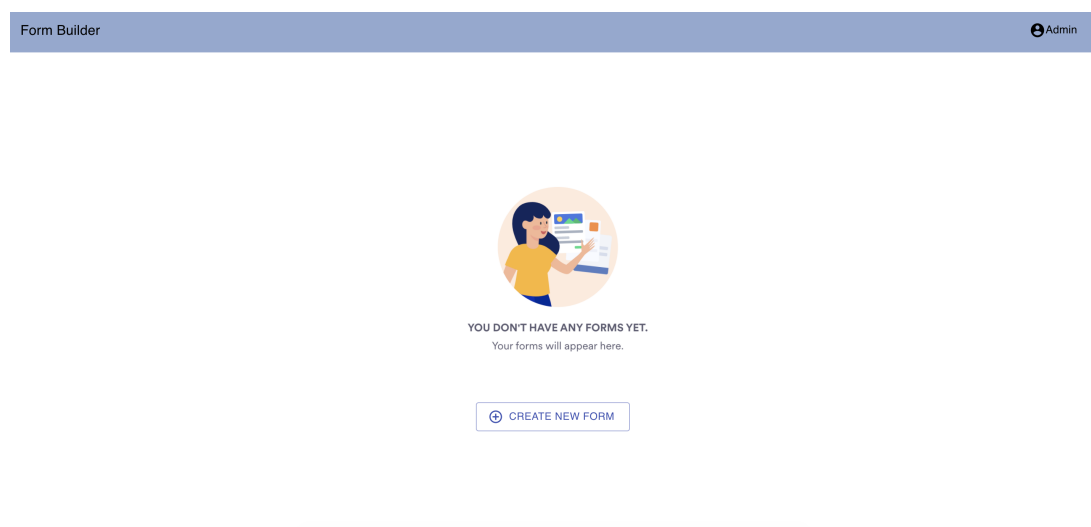 Form Builder
Admin
YOU DON'T HAVE ANY FORMS YET.
Your forms will appear here.
CREATE NEW FORM